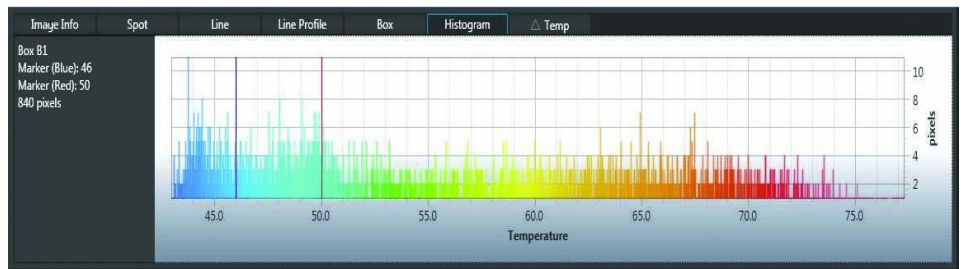 Image Info Spot Line Line Profile Box Histogram △ Temp
Box B1
Marker (Blue): 46
Marker (Red): 50
840 pixels
10
8
6
4
2
pixels
45.0 50.0 55.0 60.0 65.0 70.0 75.0
Temperature